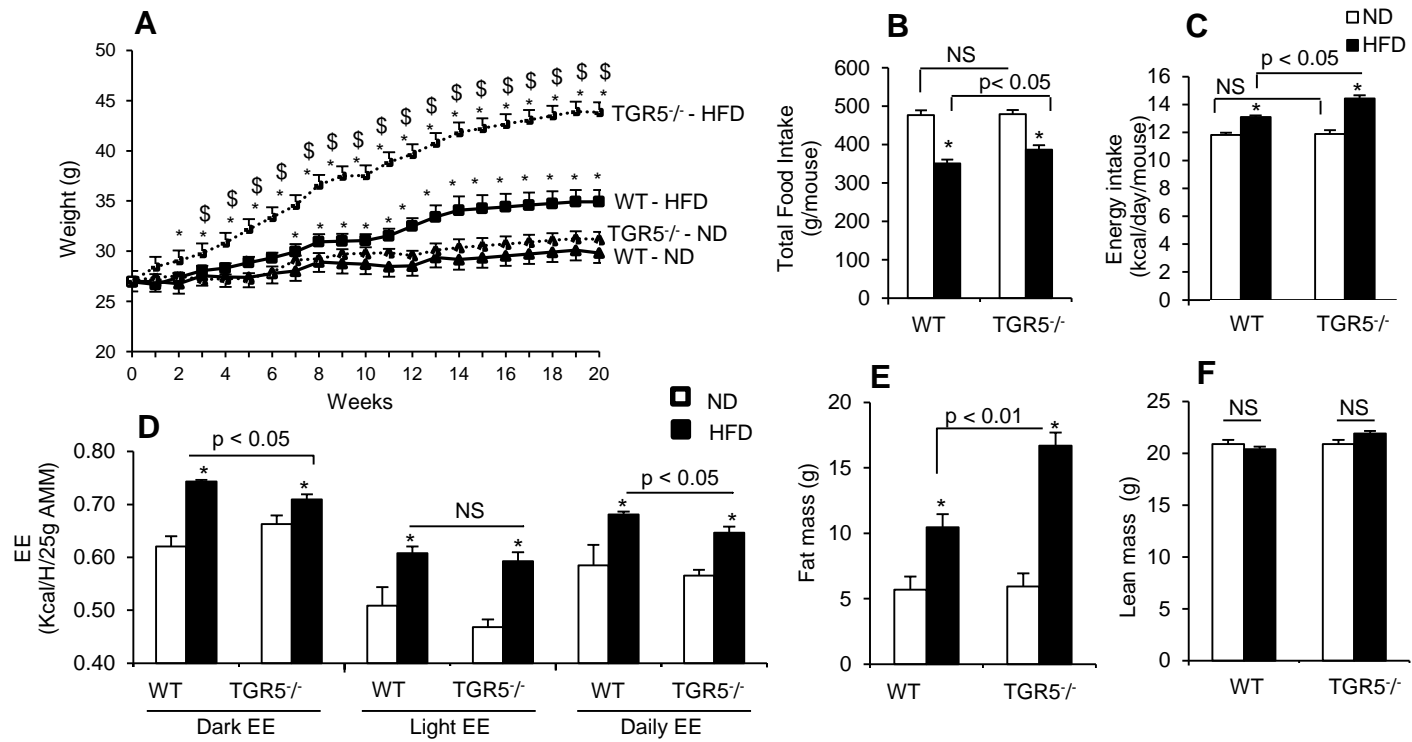 A
Weight (g)
50
45
40
35
30
25
20
0 2 4 6 8 10 12 14 16 18 20
Weeks
$ $ $ $ $ $ $ $ $ $ $ $ $ $ $ $ $ $
* * * * * * * * * * * * * * * * * * *
* * * * * * * * * * * * * *
TGR5-/- - HFD
WT - HFD
TGR5-/- - ND
WT - ND
B
Total Food Intake
(g/mouse)
600
500
400
300
200
100
0
NS
p< 0.05
* *
WT TGR5-/-
C
ND
HFD
Energy intake
(kcal/day/mouse)
16
14
12
10
8
6
4
2
0
NS
p < 0.05
* *
WT TGR5-/-
D
ND
HFD
EE
(Kcal/H/25g AMM)
0.80
0.70
0.60
0.50
0.40
p < 0.05
* *
NS
* *
p < 0.05
* *
WT TGR5-/- WT TGR5-/- WT TGR5-/-
Dark EE Light EE Daily EE
E
Fat mass (g)
20
15
10
5
0
p < 0.01
* *
WT TGR5-/-
F
Lean mass (g)
25
20
15
10
5
0
NS NS
WT TGR5-/-